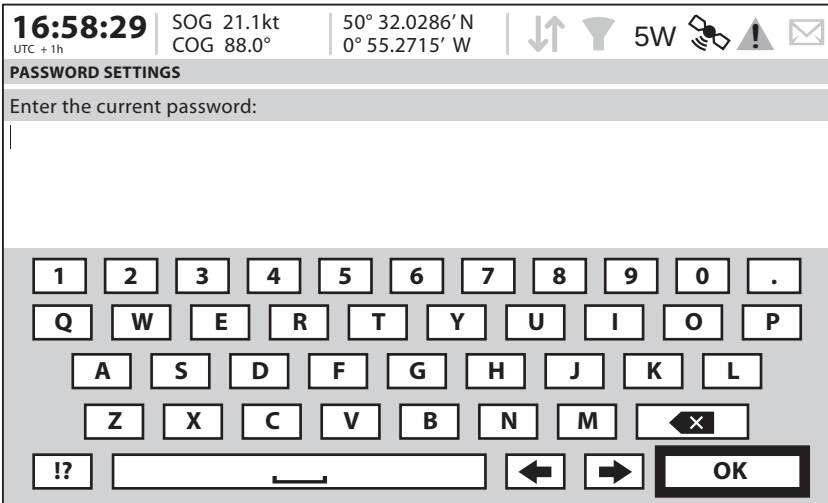 16:58:29 SOG 21.1kt 50° 32.0286′ N 5W
UTC + 1h COG 88.0° 0° 55.2715′ W
PASSWORD SETTINGS
Enter the current password:
1 2 3 4 5 6 7 8 9 0 .
Q W E R T Y U I O P
A S D F G H J K L
Z X C V B N M
!? OK